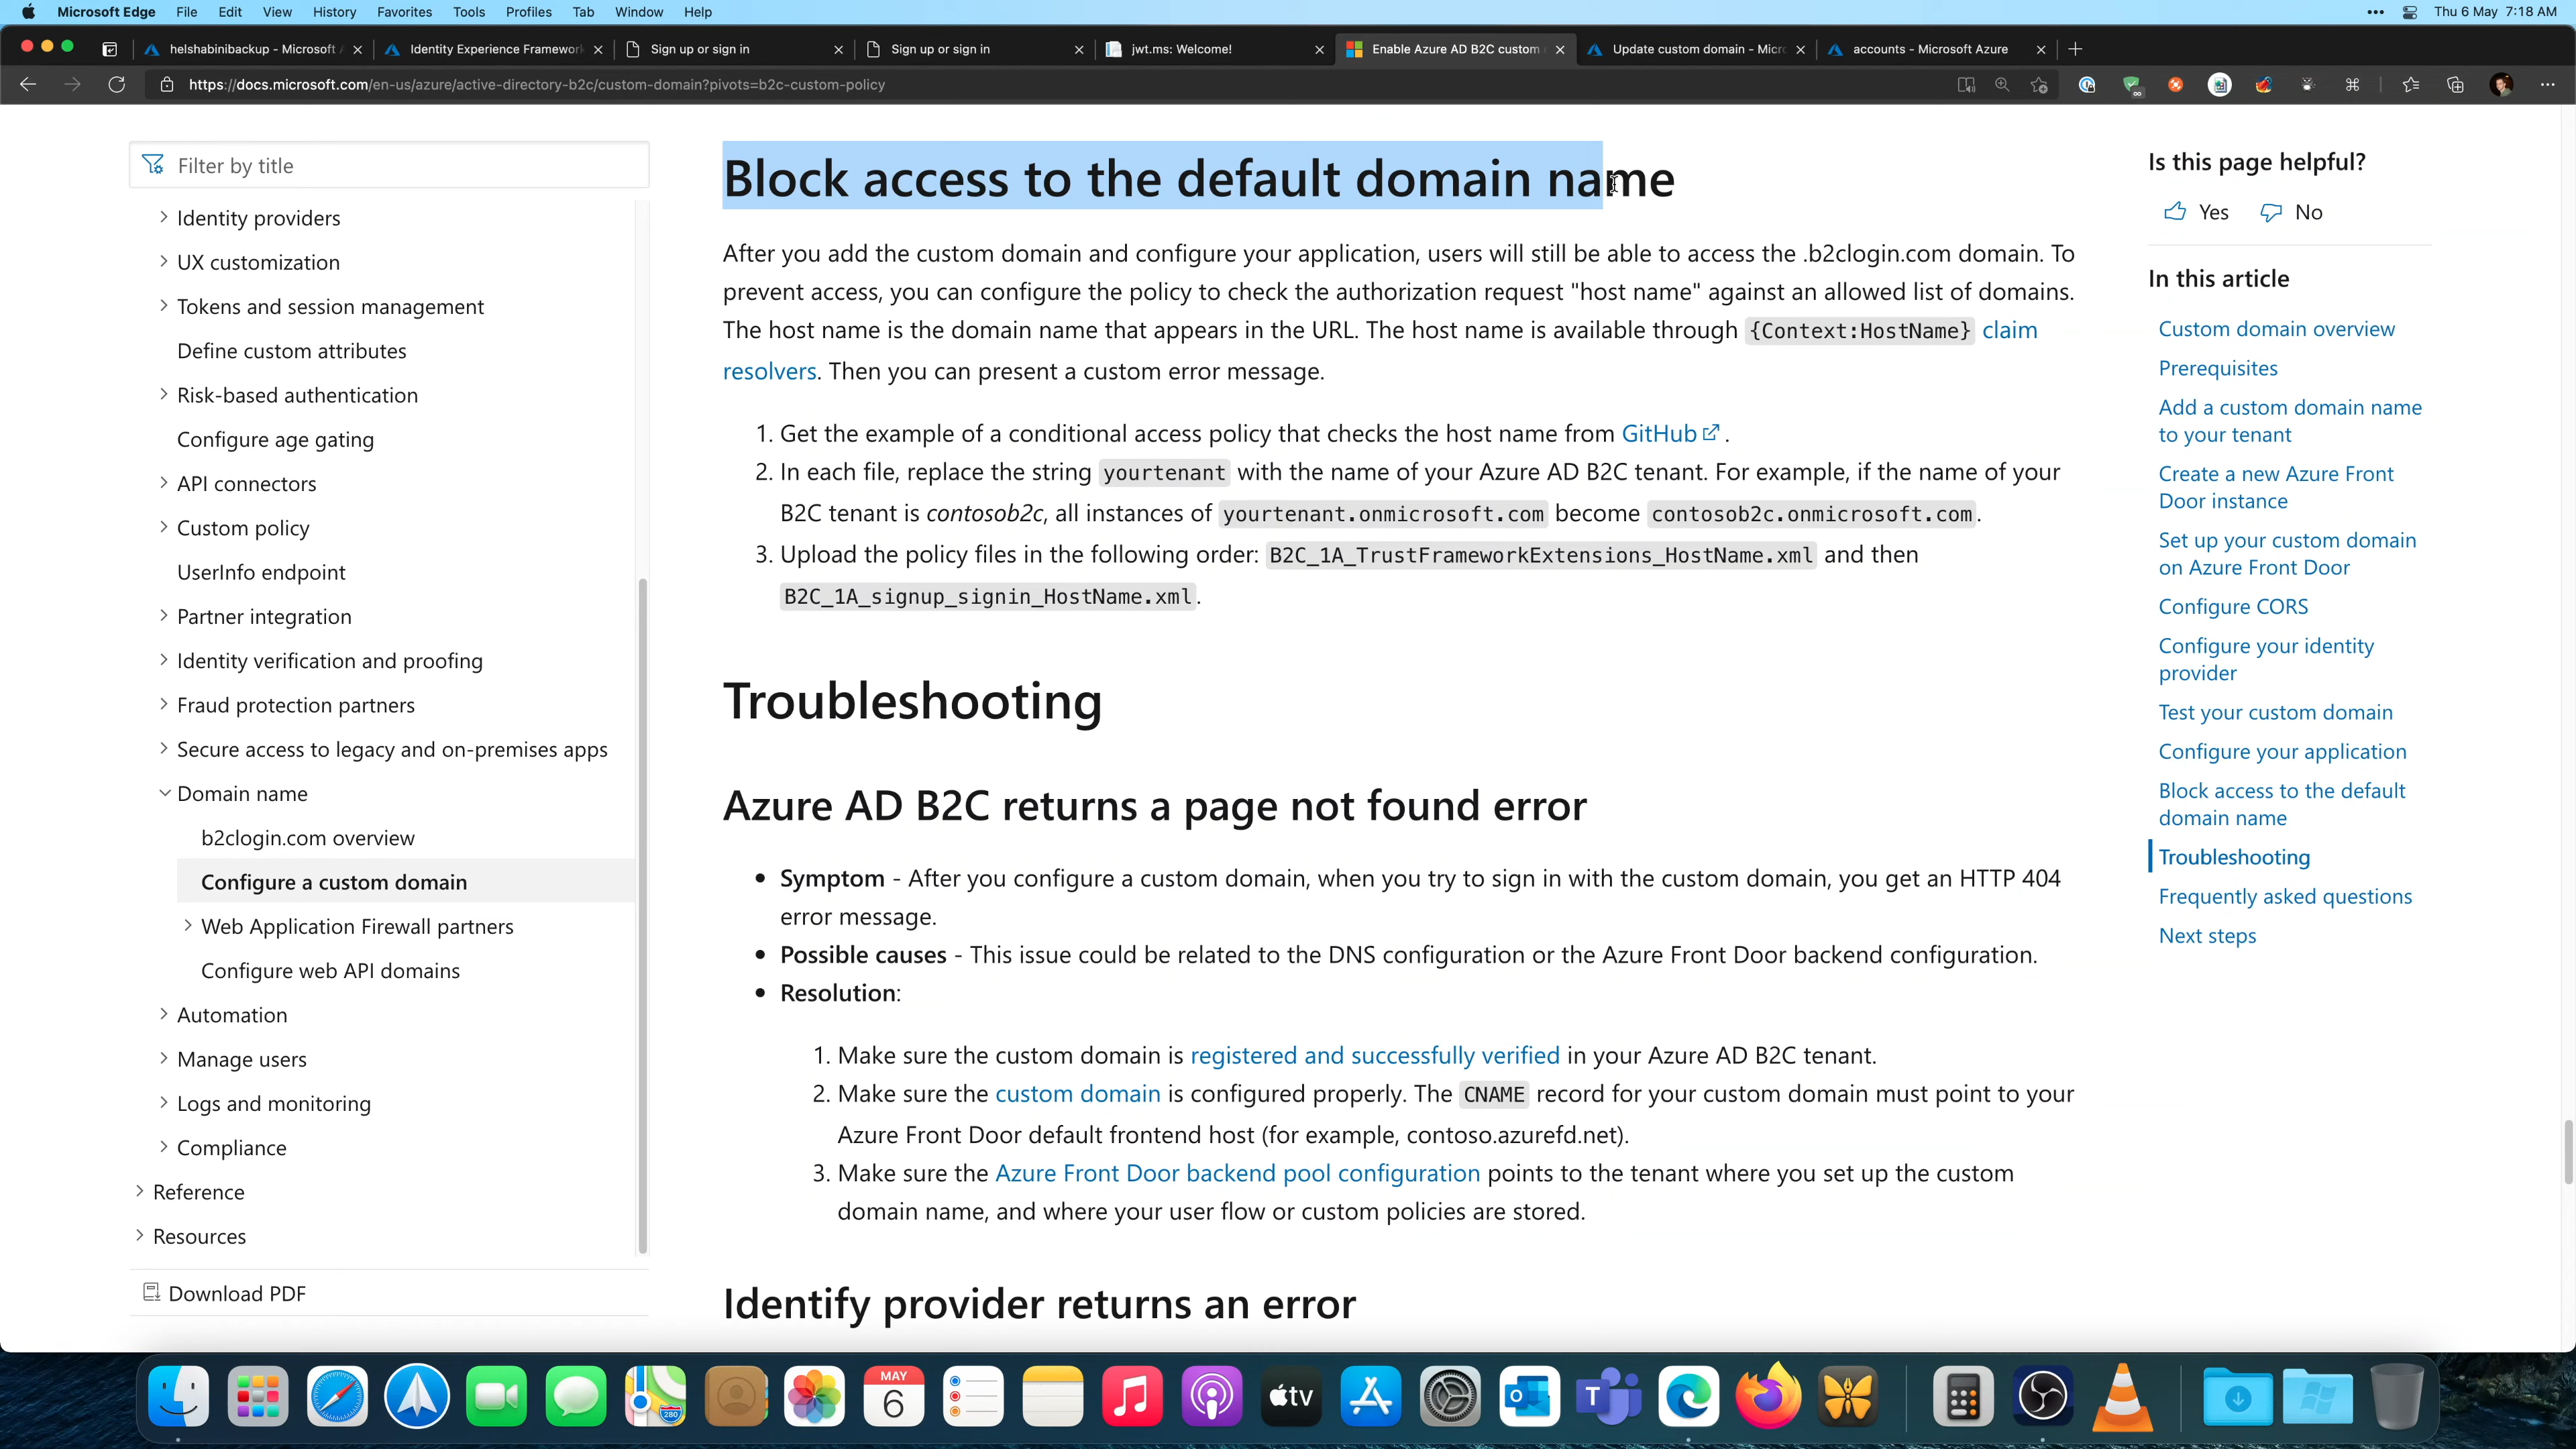 Microsoft Edge File Edit View History Favorites Tools Profiles Tab Window Help
Thu 6 May 7:18 AM
helshabinibackup - Microsoft
Identity Experience Framework
Sign up or sign in
Sign up or sign in
jwt.ms: Welcome!
Enable Azure AD B2C custom
Update custom domain - Micro
accounts - Microsoft Azure
https://docs.microsoft.com/en-us/azure/active-directory-b2c/custom-domain?pivots=b2c-custom-policy
Filter by title
Identity providers
UX customization
Tokens and session management
Define custom attributes
Risk-based authentication
Configure age gating
API connectors
Custom policy
UserInfo endpoint
Partner integration
Identity verification and proofing
Fraud protection partners
Secure access to legacy and on-premises apps
Domain name
b2clogin.com overview
Configure a custom domain
Web Application Firewall partners
Configure web API domains
Automation
Manage users
Logs and monitoring
Compliance
Reference
Resources
Download PDF
Block access to the default domain name
After you add the custom domain and configure your application, users will still be able to access the .b2clogin.com domain. To
prevent access, you can configure the policy to check the authorization request "host name" against an allowed list of domains.
The host name is the domain name that appears in the URL. The host name is available through {Context:HostName} claim
resolvers. Then you can present a custom error message.
1. Get the example of a conditional access policy that checks the host name from GitHub.
2. In each file, replace the string yourtenant with the name of your Azure AD B2C tenant. For example, if the name of your
B2C tenant is contosob2c, all instances of yourtenant.onmicrosoft.com become contosob2c.onmicrosoft.com.
3. Upload the policy files in the following order: B2C_1A_TrustFrameworkExtensions_HostName.xml and then
B2C_1A_signup_signin_HostName.xml.
Troubleshooting
Azure AD B2C returns a page not found error
• Symptom - After you configure a custom domain, when you try to sign in with the custom domain, you get an HTTP 404
error message.
• Possible causes - This issue could be related to the DNS configuration or the Azure Front Door backend configuration.
• Resolution:
1. Make sure the custom domain is registered and successfully verified in your Azure AD B2C tenant.
2. Make sure the custom domain is configured properly. The CNAME record for your custom domain must point to your
Azure Front Door default frontend host (for example, contoso.azurefd.net).
3. Make sure the Azure Front Door backend pool configuration points to the tenant where you set up the custom
domain name, and where your user flow or custom policies are stored.
Identify provider returns an error
Is this page helpful?
Yes No
In this article
Custom domain overview
Prerequisites
Add a custom domain name
to your tenant
Create a new Azure Front
Door instance
Set up your custom domain
on Azure Front Door
Configure CORS
Configure your identity
provider
Test your custom domain
Configure your application
Block access to the default
domain name
Troubleshooting
Frequently asked questions
Next steps
280
MAY
6
tv